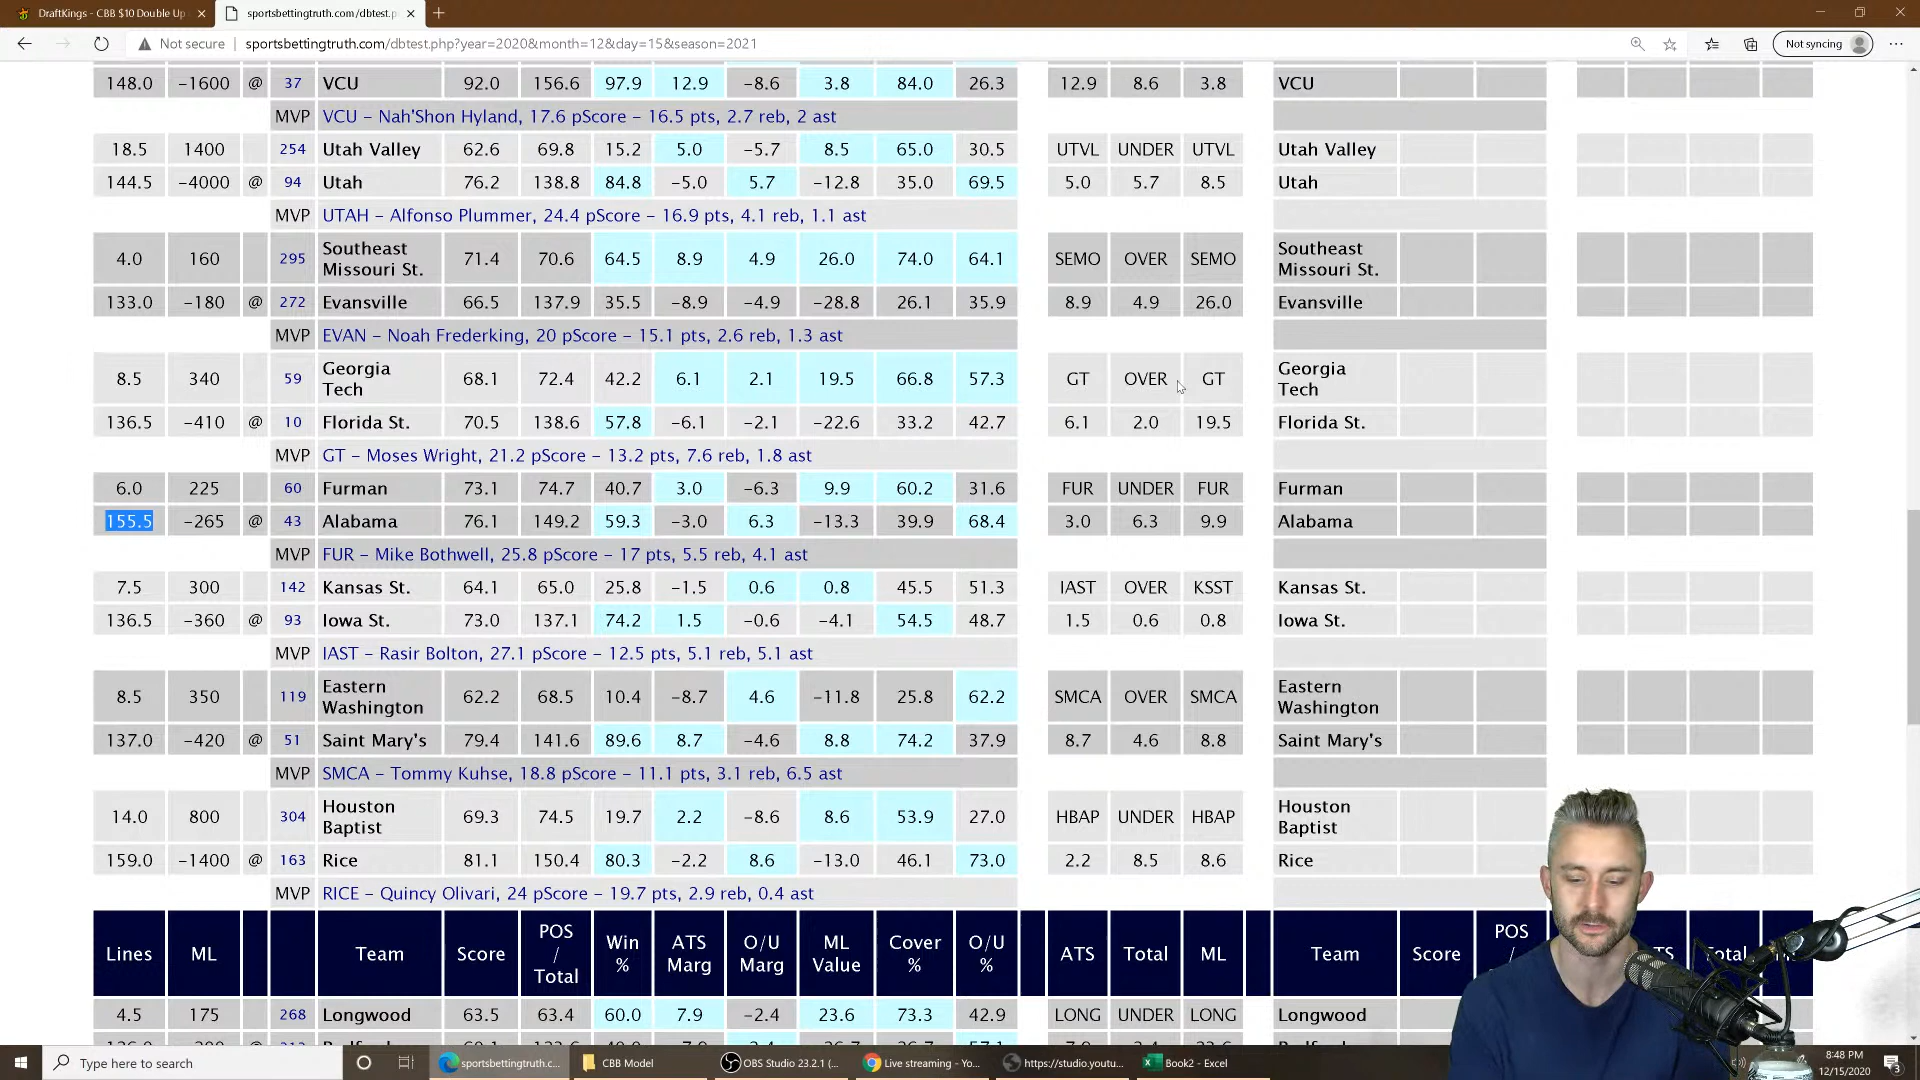 DraftKings - CBB $10 Double Up
sportsbettingtruth.com/dbtest.p
Not secure | sportsbettingtruth.com/dbtest.php?year=2020&month=12&day=15&season=2021
Not syncing
148.0 −1600 @ 37 VCU 92.0 156.6 97.9 12.9 −8.6 3.8 84.0 26.3 12.9 8.6 3.8 VCU
MVP VCU – Nah'Shon Hyland, 17.6 pScore – 16.5 pts, 2.7 reb, 2 ast
18.5 1400 254 Utah Valley 62.6 69.8 15.2 5.0 −5.7 8.5 65.0 30.5 UTVL UNDER UTVL Utah Valley
144.5 −4000 @ 94 Utah 76.2 138.8 84.8 −5.0 5.7 −12.8 35.0 69.5 5.0 5.7 8.5 Utah
MVP UTAH – Alfonso Plummer, 24.4 pScore – 16.9 pts, 4.1 reb, 1.1 ast
4.0 160 295 Southeast Missouri St. 71.4 70.6 64.5 8.9 4.9 26.0 74.0 64.1 SEMO OVER SEMO Southeast Missouri St.
133.0 −180 @ 272 Evansville 66.5 137.9 35.5 −8.9 −4.9 −28.8 26.1 35.9 8.9 4.9 26.0 Evansville
MVP EVAN – Noah Frederking, 20 pScore – 15.1 pts, 2.6 reb, 1.3 ast
8.5 340 59 Georgia Tech 68.1 72.4 42.2 6.1 2.1 19.5 66.8 57.3 GT OVER GT Georgia Tech
136.5 −410 @ 10 Florida St. 70.5 138.6 57.8 −6.1 −2.1 −22.6 33.2 42.7 6.1 2.0 19.5 Florida St.
MVP GT – Moses Wright, 21.2 pScore – 13.2 pts, 7.6 reb, 1.8 ast
6.0 225 60 Furman 73.1 74.7 40.7 3.0 −6.3 9.9 60.2 31.6 FUR UNDER FUR Furman
155.5 −265 @ 43 Alabama 76.1 149.2 59.3 −3.0 6.3 −13.3 39.9 68.4 3.0 6.3 9.9 Alabama
MVP FUR – Mike Bothwell, 25.8 pScore – 17 pts, 5.5 reb, 4.1 ast
7.5 300 142 Kansas St. 64.1 65.0 25.8 −1.5 0.6 0.8 45.5 51.3 IAST OVER KSST Kansas St.
136.5 −360 @ 93 Iowa St. 73.0 137.1 74.2 1.5 −0.6 −4.1 54.5 48.7 1.5 0.6 0.8 Iowa St.
MVP IAST – Rasir Bolton, 27.1 pScore – 12.5 pts, 5.1 reb, 5.1 ast
8.5 350 119 Eastern Washington 62.2 68.5 10.4 −8.7 4.6 −11.8 25.8 62.2 SMCA OVER SMCA Eastern Washington
137.0 −420 @ 51 Saint Mary's 79.4 141.6 89.6 8.7 −4.6 8.8 74.2 37.9 8.7 4.6 8.8 Saint Mary's
MVP SMCA – Tommy Kuhse, 18.8 pScore – 11.1 pts, 3.1 reb, 6.5 ast
14.0 800 304 Houston Baptist 69.3 74.5 19.7 2.2 −8.6 8.6 53.9 27.0 HBAP UNDER HBAP Houston Baptist
159.0 −1400 @ 163 Rice 81.1 150.4 80.3 −2.2 8.6 −13.0 46.1 73.0 2.2 8.5 8.6 Rice
MVP RICE – Quincy Olivari, 24 pScore – 19.7 pts, 2.9 reb, 0.4 ast
Lines ML Team Score POS / Total Win % ATS Marg O/U Marg ML Value Cover % O/U % ATS Total ML Team Score POS
4.5 175 268 Longwood 63.5 63.4 60.0 7.9 −2.4 23.6 73.3 42.9 LONG UNDER LONG Longwood
Type here to search
sportsbettingtruth.c...
CBB Model
OBS Studio 23.2.1 (...
Live streaming - Yo...
https://studio.youtu...
Book2 - Excel
8:48 PM
12/15/2020
3